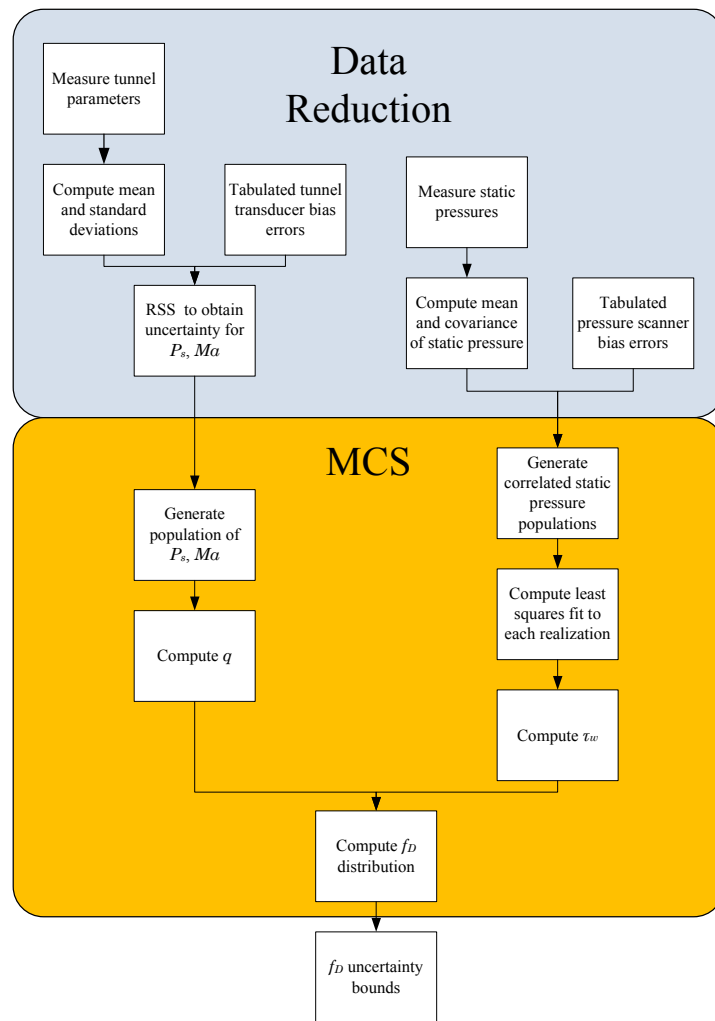 Data
Reduction
Measure tunnel
parameters
Compute mean
and standard
deviations
Tabulated tunnel
transducer bias
errors
RSS to obtain
uncertainty for
Pₛ, Ma
Measure static
pressures
Compute mean
and covariance
of static pressure
Tabulated
pressure scanner
bias errors
MCS
Generate
population of
Pₛ, Ma
Compute q
Generate
correlated static
pressure
populations
Compute least
squares fit to
each realization
Compute τw
Compute fD
distribution
fD uncertainty
bounds